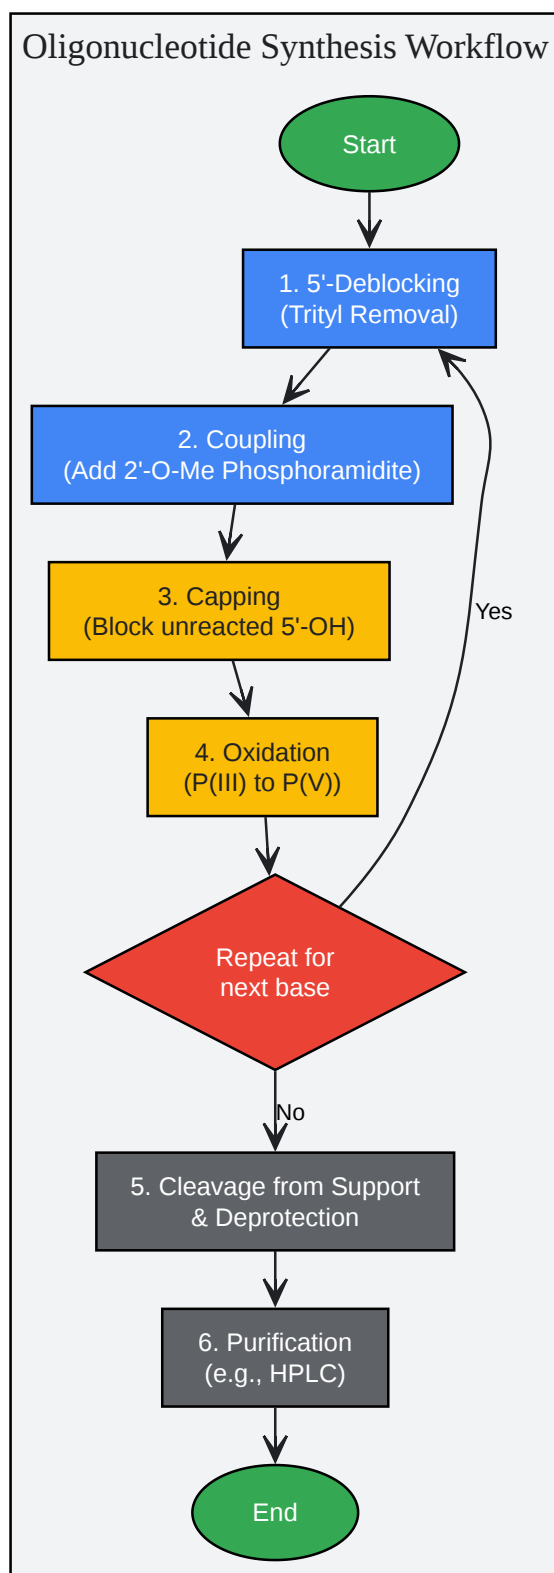 Oligonucleotide Synthesis Workflow
Start
1. 5'-Deblocking
(Trityl Removal)
2. Coupling
(Add 2'-O-Me Phosphoramidite)
3. Capping
(Block unreacted 5'-OH)
Yes
4. Oxidation
(P(III) to P(V))
Repeat for
next base
No
5. Cleavage from Support
& Deprotection
6. Purification
(e.g., HPLC)
End